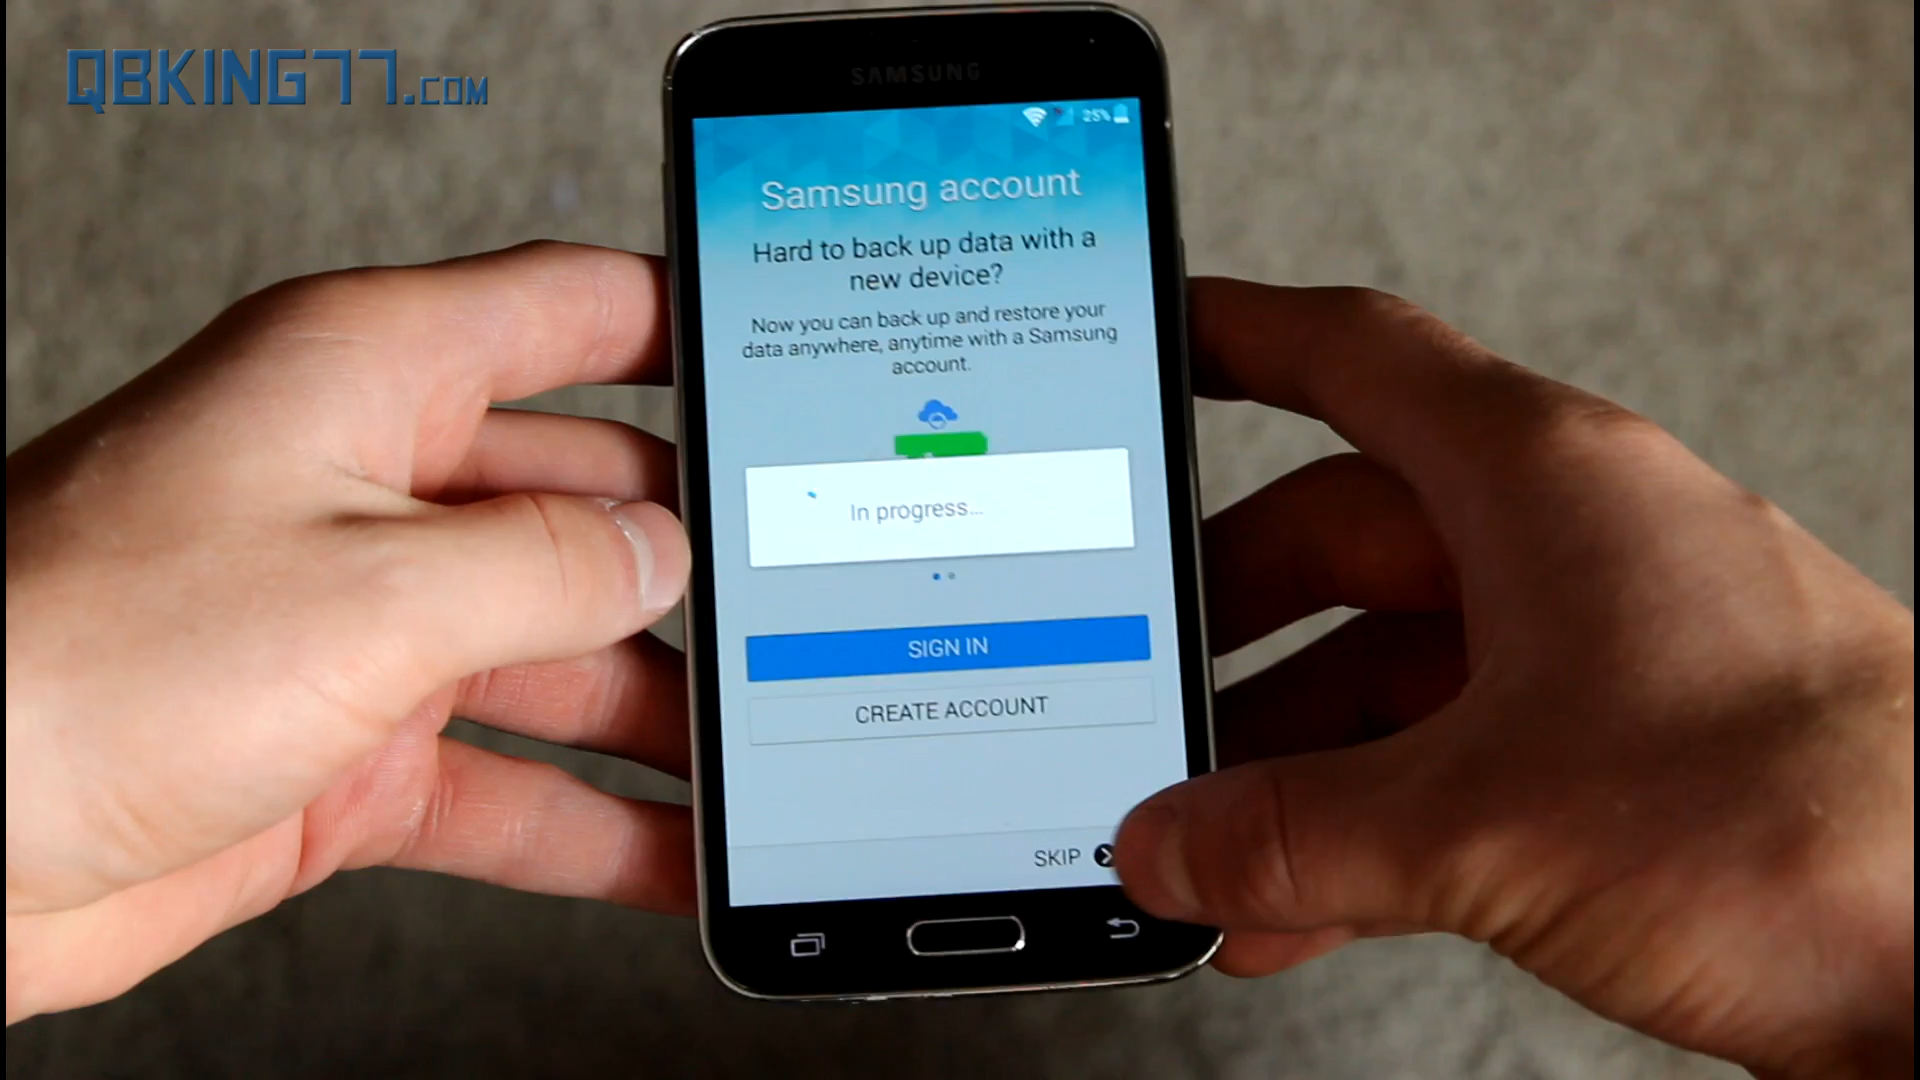 QBKING77.COM
SAMSUNG
25%
Samsung account
Hard to back up data with a
new device?
Now you can back up and restore your
data anywhere, anytime with a Samsung
account.
In progress...
SIGN IN
CREATE ACCOUNT
SKIP